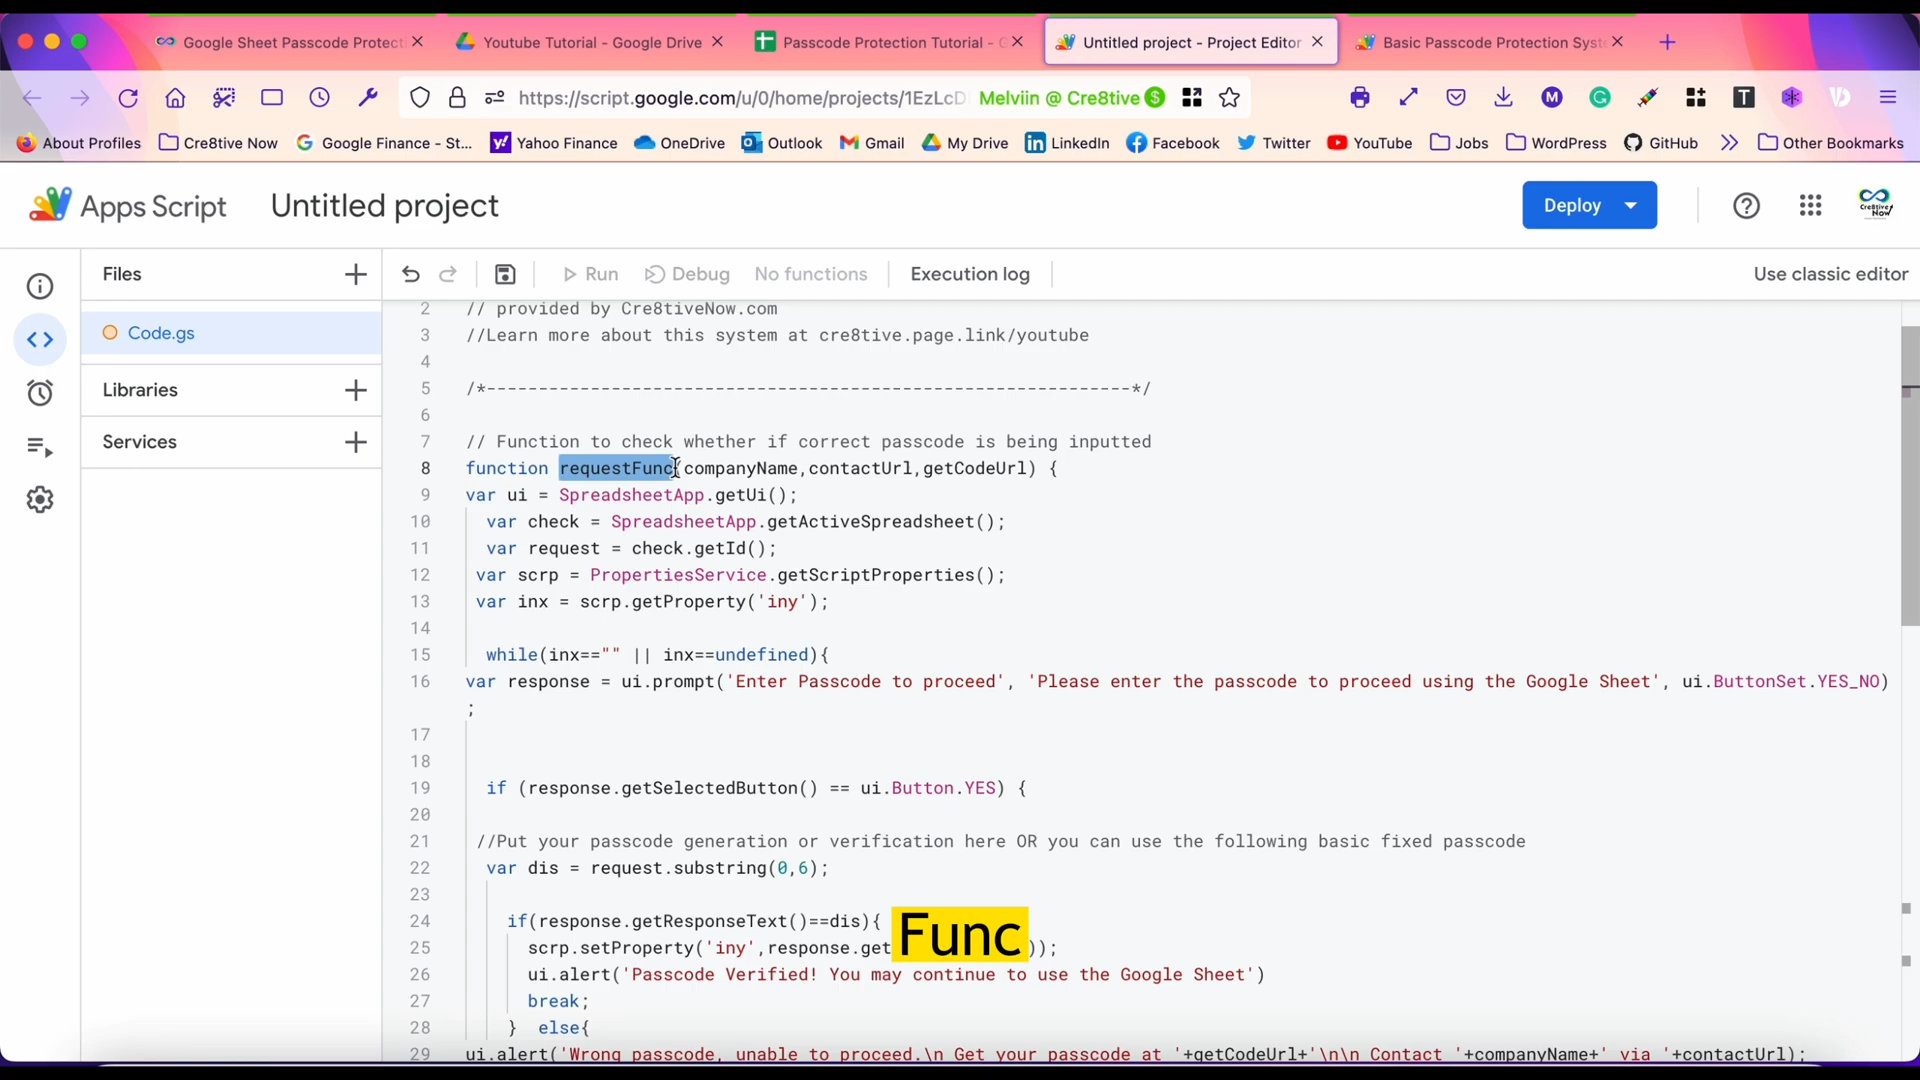 Google Sheet Passcode Protect
Youtube Tutorial - Google Drive
Passcode Protection Tutorial - G
Untitled project - Project Editor
Basic Passcode Protection Syst
https://script.google.com/u/0/home/projects/1EzLcD
Melviin @ Cre8tive
About Profiles
Cre8tive Now
Google Finance - St...
Yahoo Finance
OneDrive
Outlook
Gmail
My Drive
LinkedIn
Facebook
Twitter
YouTube
Jobs
WordPress
GitHub
Other Bookmarks
Apps Script
Untitled project
Deploy
Cre8tive Now
Files
Run
Debug
No functions
Execution log
Use classic editor
Code.gs
Libraries
Services
2 // provided by Cre8tiveNow.com
3 //Learn more about this system at cre8tive.page.link/youtube
4
5 /*--------------------------------------------------------------*/
6
7 // Function to check whether if correct passcode is being inputted
8 function requestFunc(companyName,contactUrl,getCodeUrl) {
9 var ui = SpreadsheetApp.getUi();
10 var check = SpreadsheetApp.getActiveSpreadsheet();
11 var request = check.getId();
12 var scrp = PropertiesService.getScriptProperties();
13 var inx = scrp.getProperty('iny');
14
15 while(inx=="" || inx==undefined){
16 var response = ui.prompt('Enter Passcode to proceed', 'Please enter the passcode to proceed using the Google Sheet', ui.ButtonSet.YES_NO)
;
17
18
19 if (response.getSelectedButton() == ui.Button.YES) {
20
21 //Put your passcode generation or verification here OR you can use the following basic fixed passcode
22 var dis = request.substring(0,6);
23
24 if(response.getResponseText()==dis){
25 scrp.setProperty('iny',response.get ));
Func
26 ui.alert('Passcode Verified! You may continue to use the Google Sheet')
27 break;
28 } else{
29 ui.alert('Wrong passcode, unable to proceed.\n Get your passcode at '+getCodeUrl+'\n\n Contact '+companyName+' via '+contactUrl);